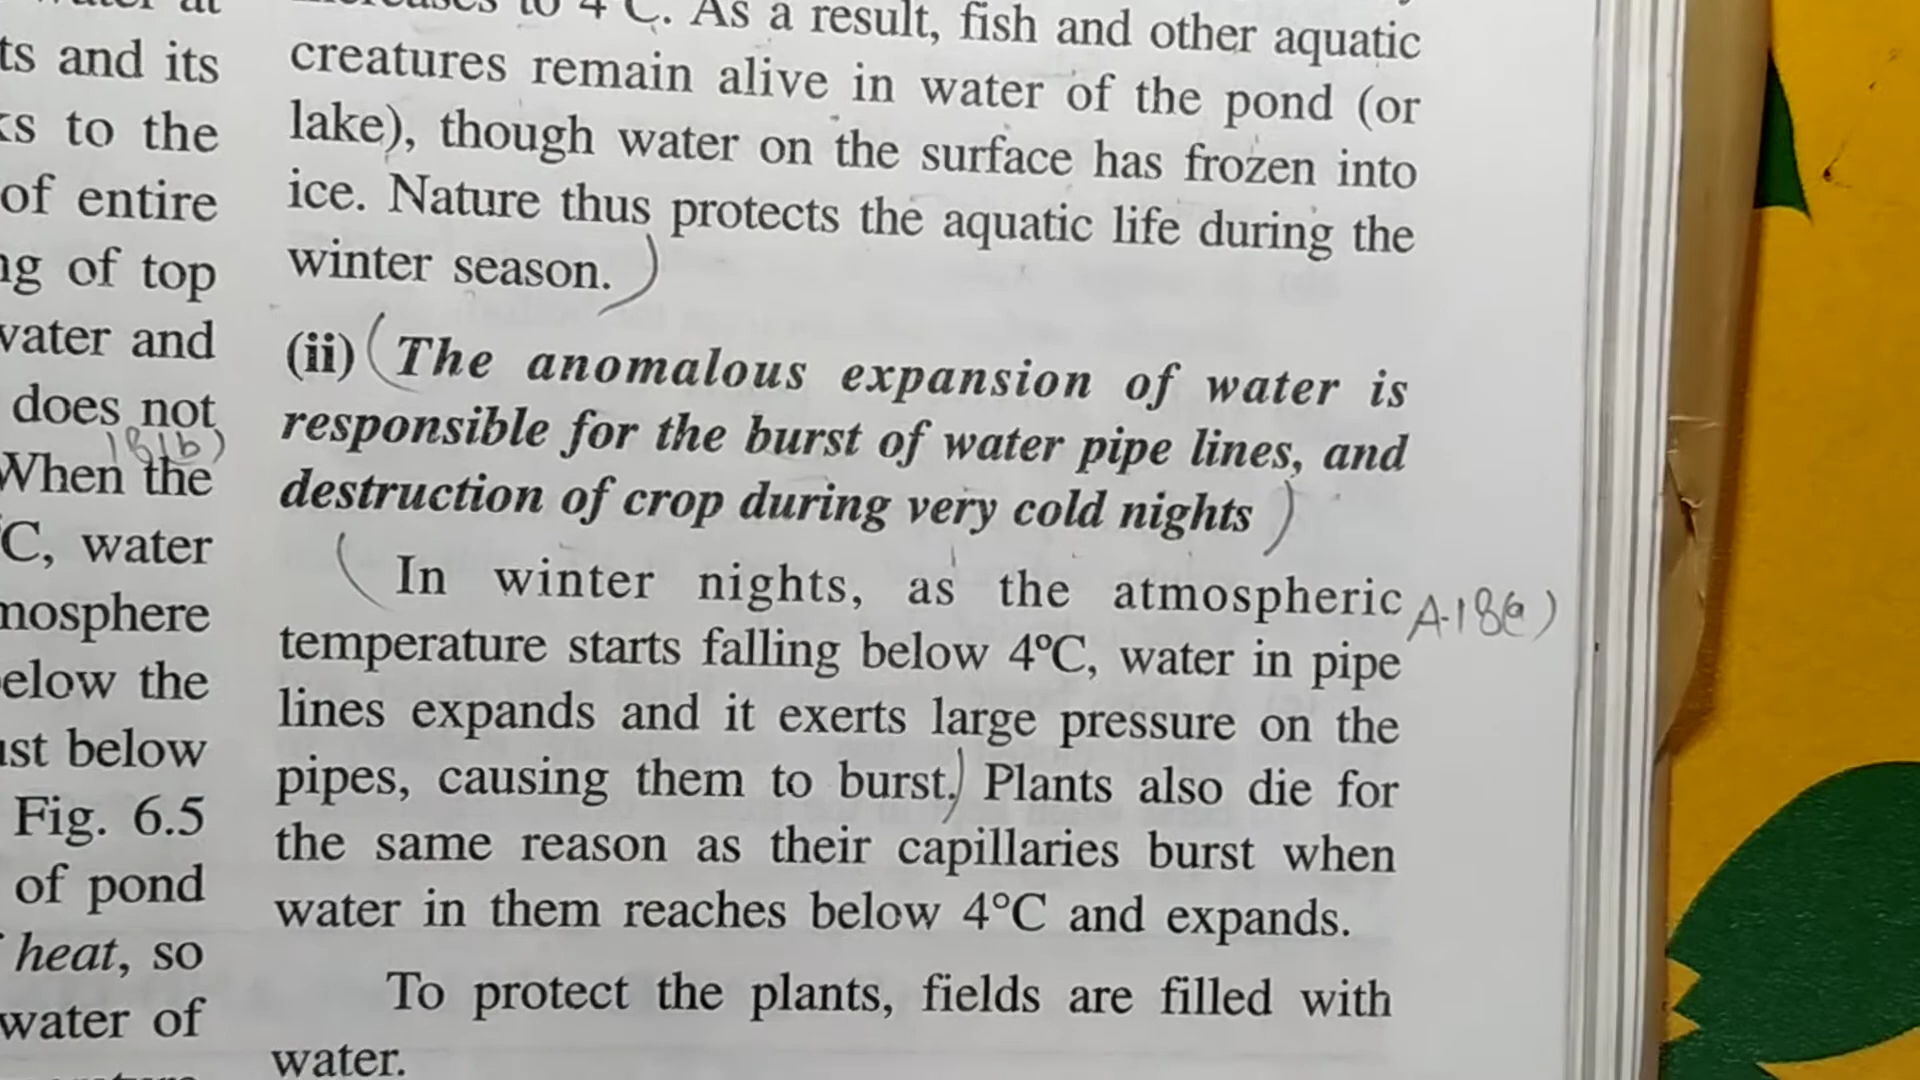 ts and its
ks to the
of entire
ng of top
water and
does not
18(b)
When the
°C, water
mosphere
elow the
ust below
Fig. 6.5
of pond
heat, so
water of
increases to 4°C. As a result, fish and other aquatic
creatures remain alive in water of the pond (or
lake), though water on the surface has frozen into
ice. Nature thus protects the aquatic life during the
winter season.)
(ii) (The anomalous expansion of water is
responsible for the burst of water pipe lines, and
destruction of crop during very cold nights)
(In winter nights, as the atmospheric
A-18(a)
temperature starts falling below 4°C, water in pipe
lines expands and it exerts large pressure on the
pipes, causing them to burst.) Plants also die for
the same reason as their capillaries burst when
water in them reaches below 4°C and expands.
To protect the plants, fields are filled with
water.